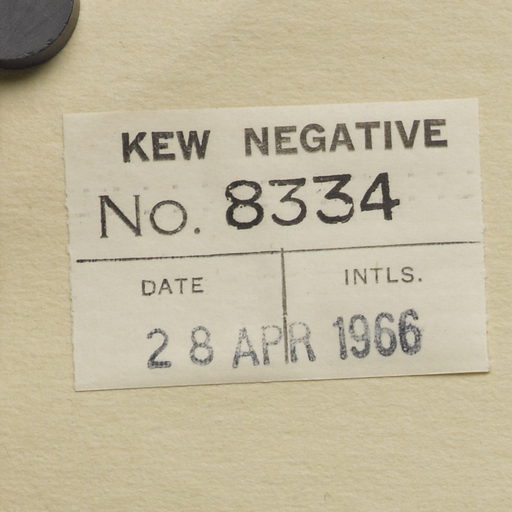 KEW NEGATIVE
No. 8334
DATE INTLS.
28 APR 1966